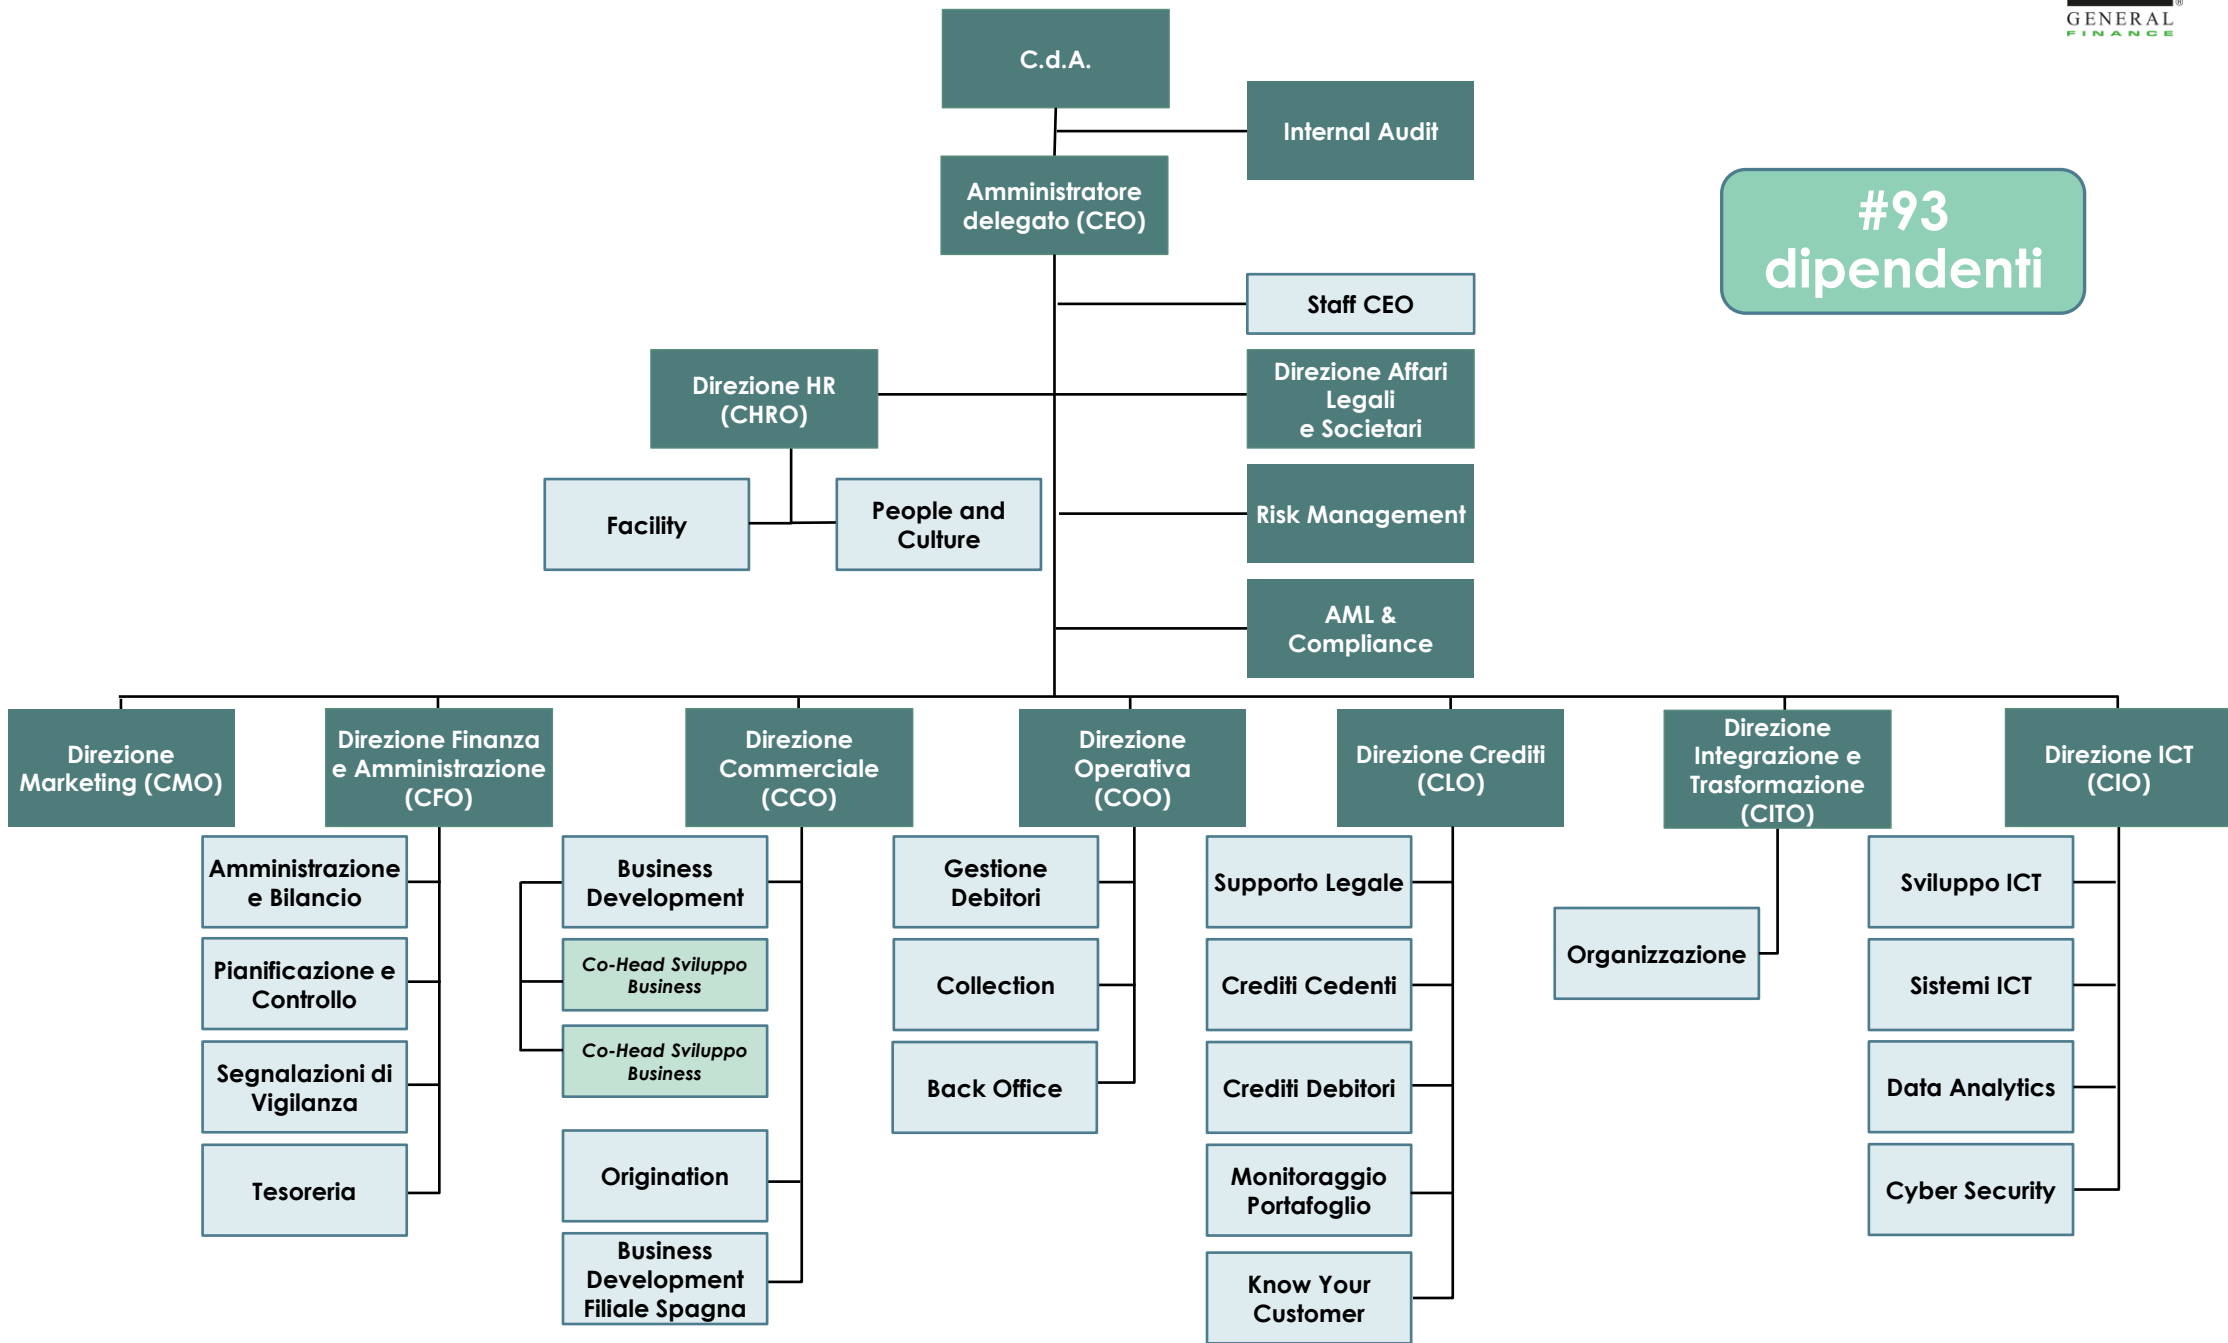 GENERAL
FINANCE
®
C.d.A.
Internal Audit
Amministratore
delegato (CEO)
#93
dipendenti
Staff CEO
Direzione HR
(CHRO)
Direzione Affari
Legali
e Societari
Facility
People and
Culture
Risk Management
AML &
Compliance
Direzione
Marketing (CMO)
Direzione Finanza
e Amministrazione
(CFO)
Direzione
Commerciale
(CCO)
Direzione
Operativa
(COO)
Direzione Crediti
(CLO)
Direzione
Integrazione e
Trasformazione
(CITO)
Direzione ICT
(CIO)
Amministrazione
e Bilancio
Pianificazione e
Controllo
Segnalazioni di
Vigilanza
Tesoreria
Business
Development
Co-Head Sviluppo
Business
Co-Head Sviluppo
Business
Origination
Business
Development
Filiale Spagna
Gestione
Debitori
Collection
Back Office
Supporto Legale
Crediti Cedenti
Crediti Debitori
Monitoraggio
Portafoglio
Know Your
Customer
Organizzazione
Sviluppo ICT
Sistemi ICT
Data Analytics
Cyber Security